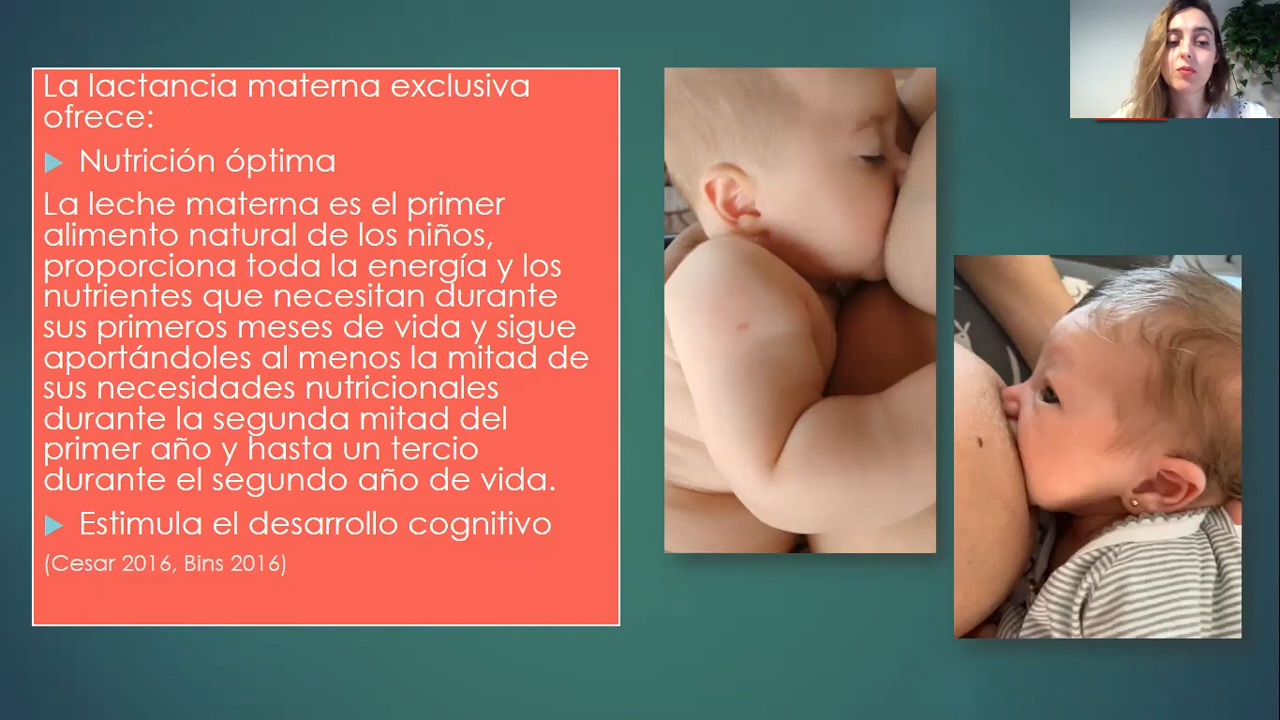 La lactancia materna exclusiva
ofrece:
Nutrición óptima
La leche materna es el primer
alimento natural de los niños,
proporciona toda la energía y los
nutrientes que necesitan durante
sus primeros meses de vida y sigue
aportándoles al menos la mitad de
sus necesidades nutricionales
durante la segunda mitad del
primer año y hasta un tercio
durante el segundo año de vida.
Estimula el desarrollo cognitivo
(Cesar 2016, Bins 2016)